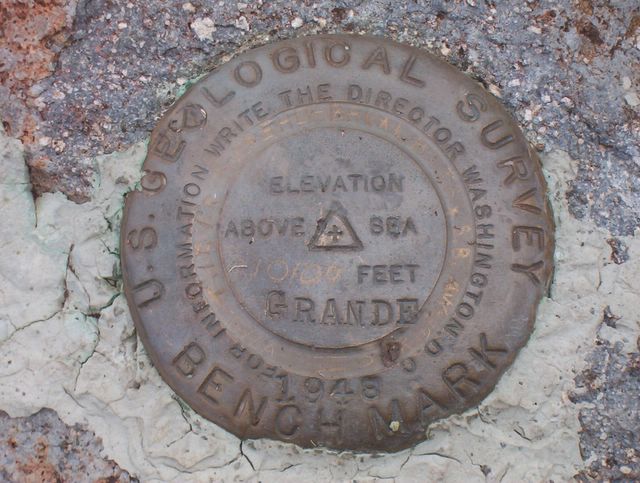 U.S. GEOLOGICAL SURVEY
FOR INFORMATION WRITE THE DIRECTOR WASHINGTON D.C.
ELEVATION
ABOVE SEA
FEET
GRANDE
1948
BENCH MARK